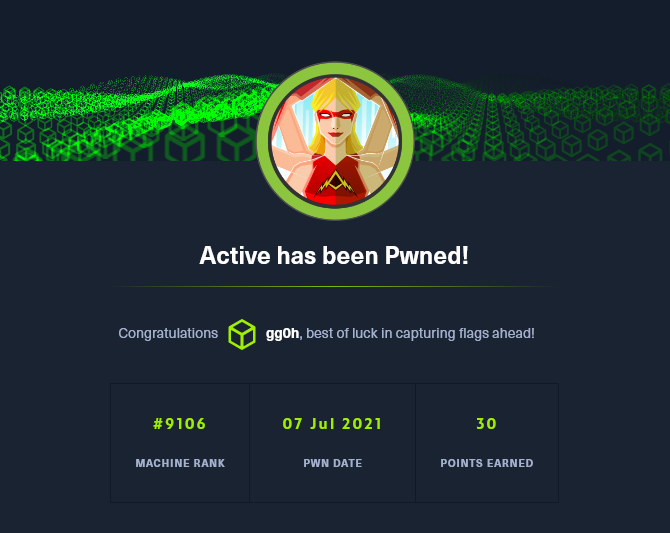 Active has been Pwned!
Congratulations gg0h, best of luck in capturing flags ahead!
#9106 07 Jul 2021 30
MACHINE RANK PWN DATE POINTS EARNED